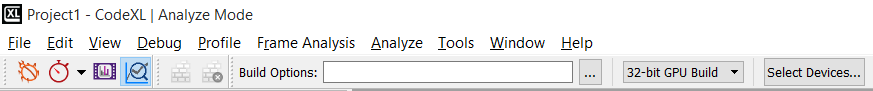 XL Project1 - CodeXL | Analyze Mode
File Edit View Debug Profile Frame Analysis Analyze Tools Window Help
Build Options: ... 32-bit GPU Build Select Devices...